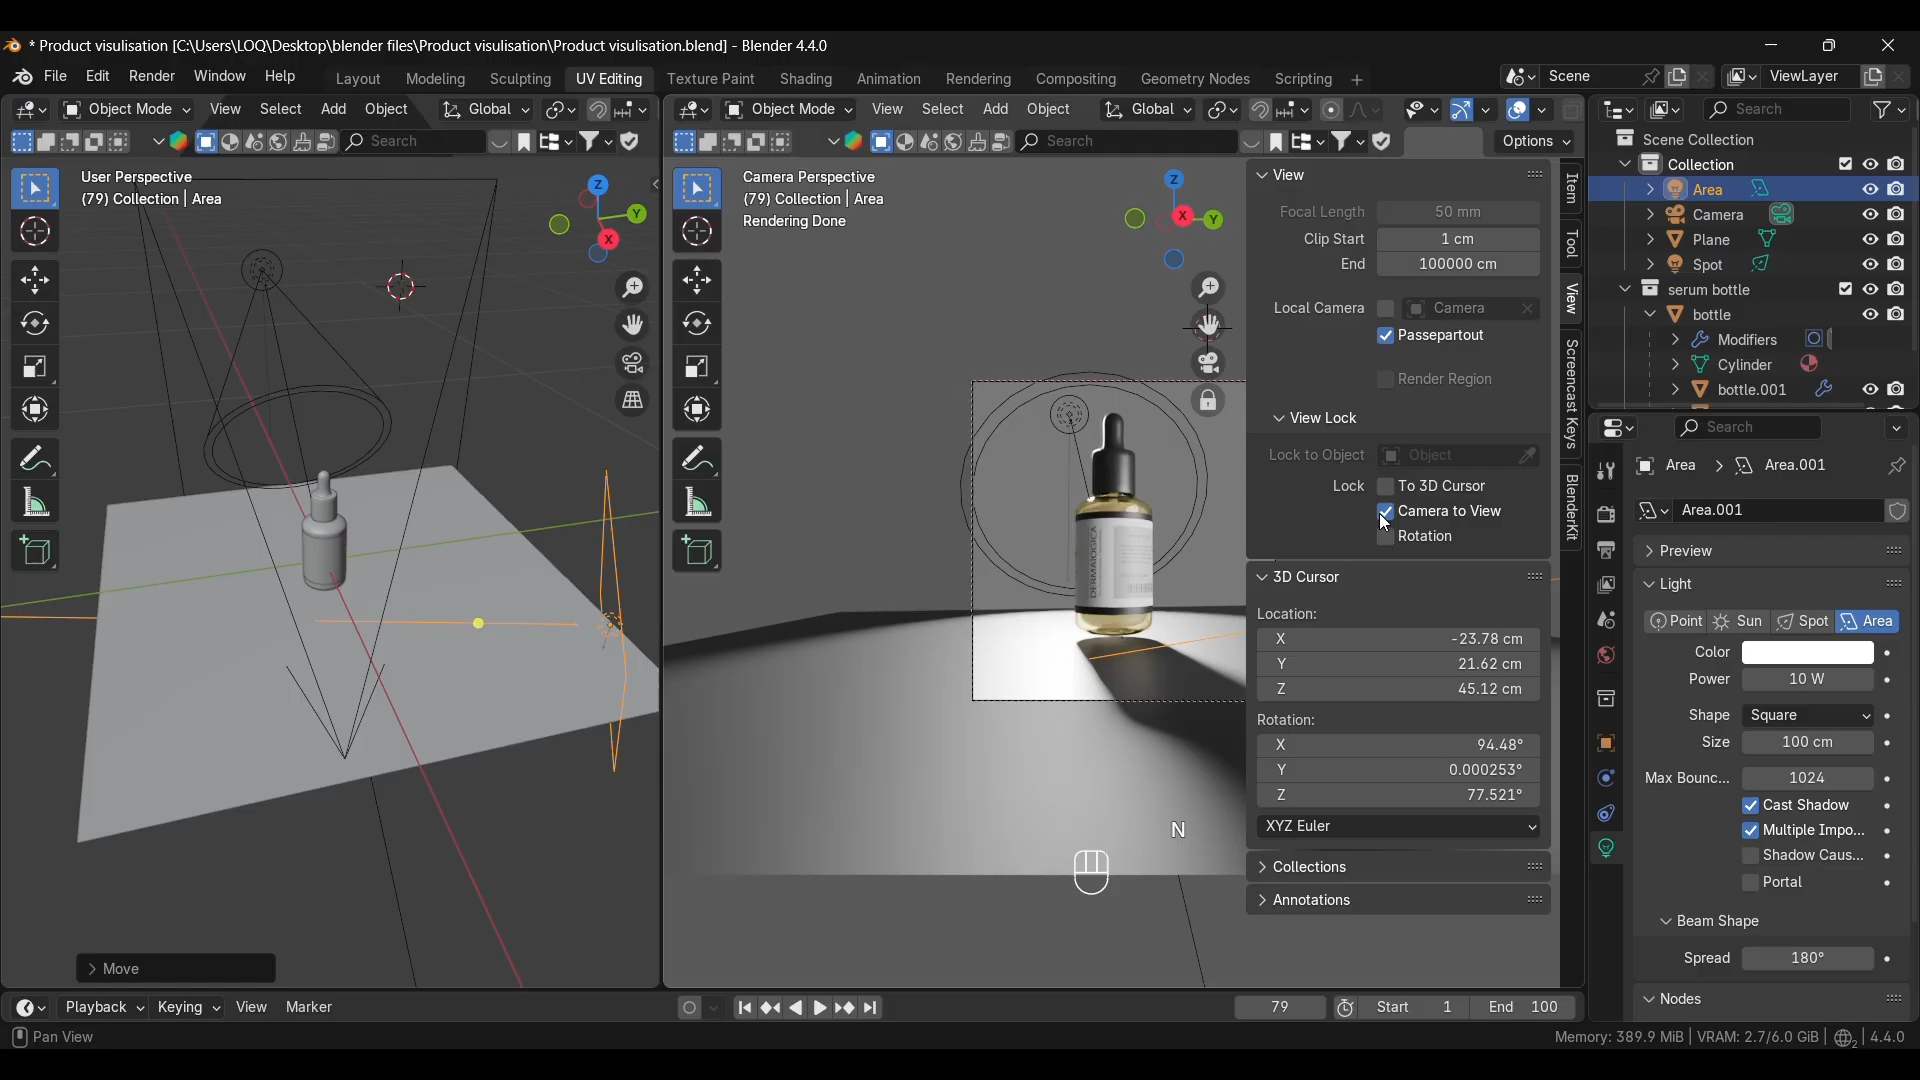 * Product visulisation [C:\Users\LOQ\Desktop\blender files\Product visulisation\Product visulisation.blend] - Blender 4.4.0
File Edit Render Window Help Layout Modeling Sculpting UV Editing Texture Paint Shading Animation Rendering Compositing Geometry Nodes Scripting + Scene ViewLayer
Object Mode View Select Add Object Global
Search
User Perspective
(79) Collection | Area
Z
Y
X
Move
Object Mode View Select Add Object Global
Search
Options
Camera Perspective
(79) Collection | Area
Rendering Done
Z
X
Y
DERMALOGICA
N
View
Focal Length 50 mm
Clip Start 1 cm
End 100000 cm
Local Camera Camera
Passepartout
Render Region
View Lock
Lock to Object Object
Lock To 3D Cursor
Camera to View
Rotation
3D Cursor
Location:
X -23.78 cm
Y 21.62 cm
Z 45.12 cm
Rotation:
X 94.48°
Y 0.000253°
Z 77.521°
XYZ Euler
Collections
Annotations
Item
Tool
View
Screencast Keys
BlenderKit
Search
Scene Collection
Collection
Area
Camera
Plane
Spot
serum bottle
bottle
Modifiers
Cylinder
bottle.001
Search
Area > Area.001
Area.001
Preview
Light
Point Sun Spot Area
Color
Power 10 W
Shape Square
Size 100 cm
Max Bounc... 1024
Cast Shadow
Multiple Impo...
Shadow Caus...
Portal
Beam Shape
Spread 180°
Nodes
Playback Keying View Marker 79 Start 1 End 100
Pan View Memory: 389.9 MiB | VRAM: 2.7/6.0 GiB | 2 | 4.4.0